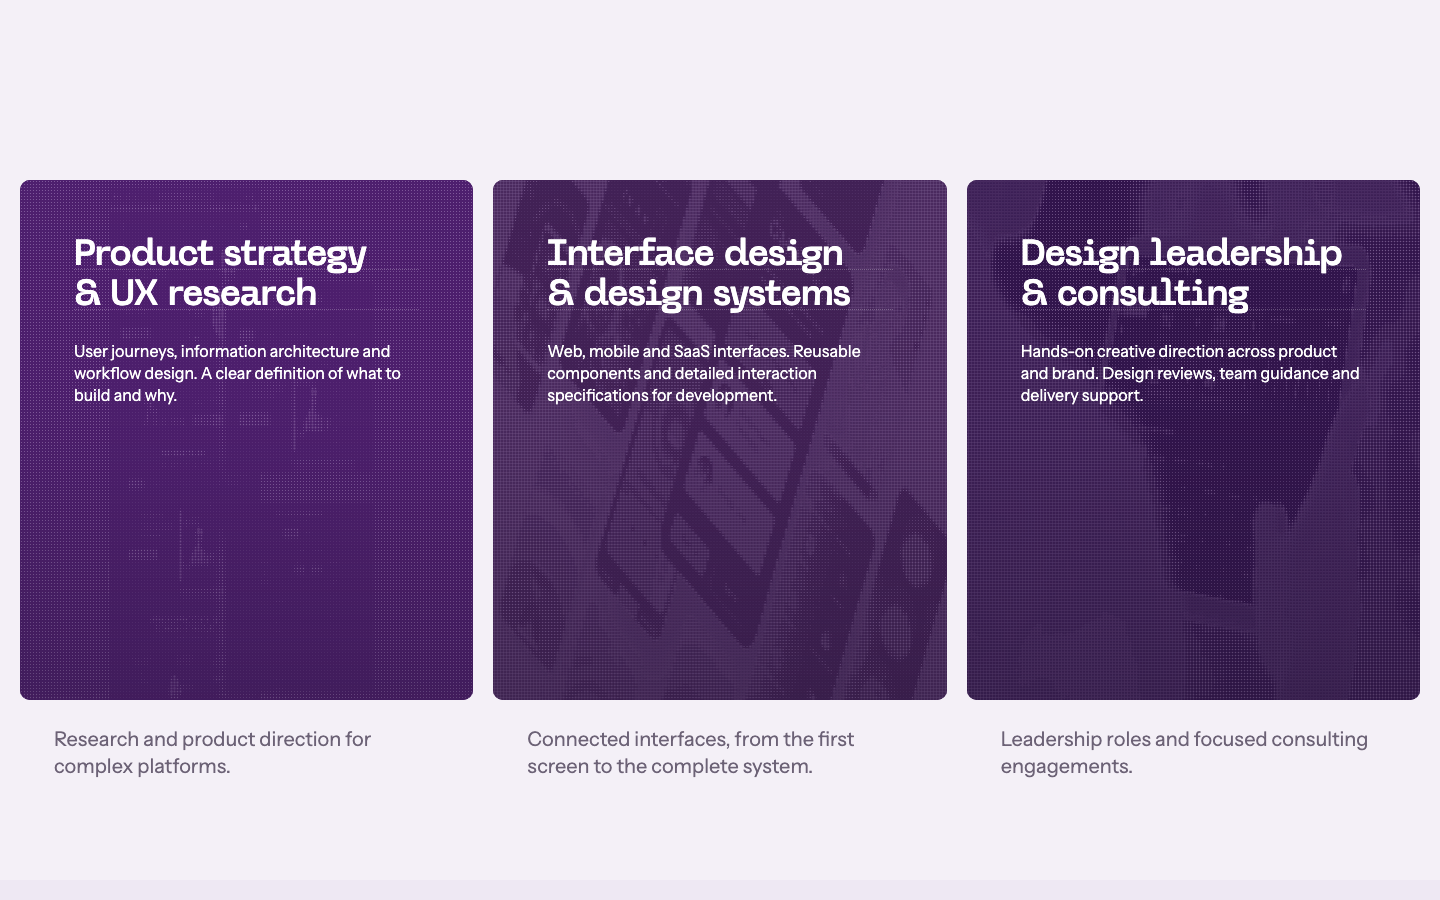 Product strategy
& UX research
User journeys, information architecture and
workflow design. A clear definition of what to
build and why.
Interface design
& design systems
Web, mobile and SaaS interfaces. Reusable
components and detailed interaction
specifications for development.
Design leadership
& consulting
Hands-on creative direction across product
and brand. Design reviews, team guidance and
delivery support.
Research and product direction for
complex platforms.
Connected interfaces, from the first
screen to the complete system.
Leadership roles and focused consulting
engagements.